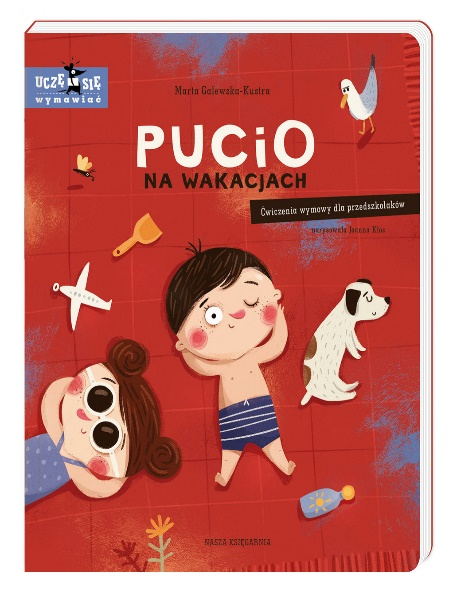 UCZĘ SIĘ
wymawiać
Marta Galewska-Kustra
PUCiO
NA WAKACJACH
Ćwiczenia wymowy dla przedszkolaków
narysowała Joanna Kłos
NASZA KSIĘGARNIA